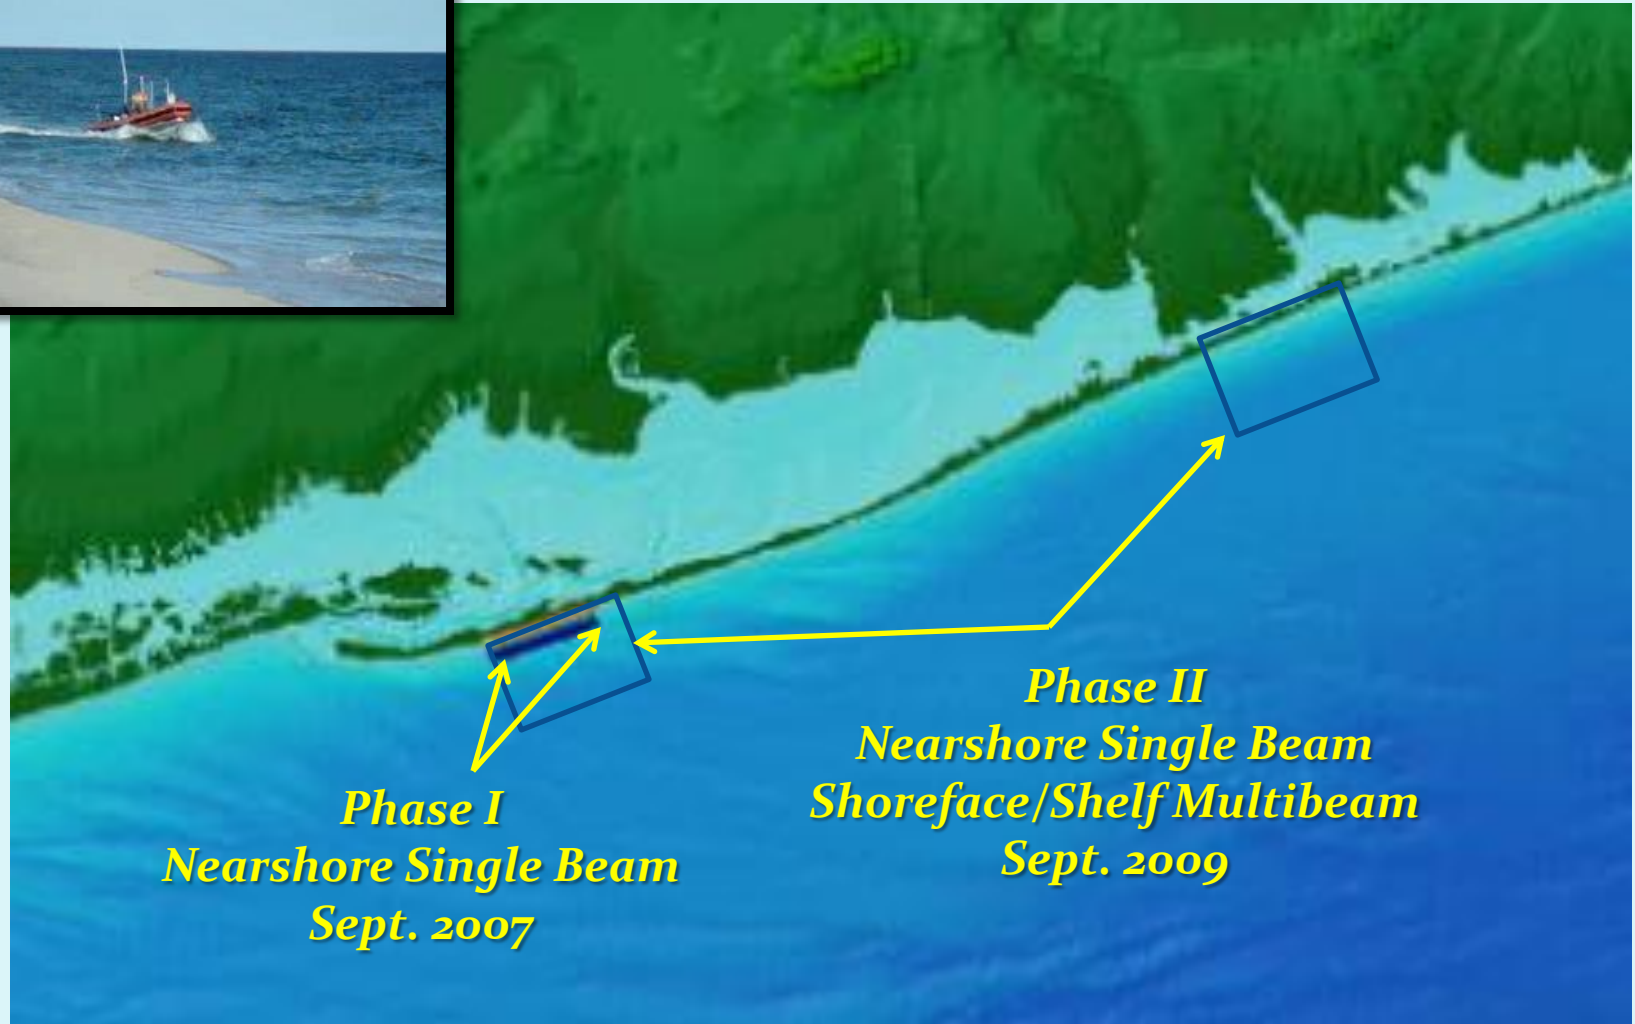 Phase I
Nearshore Single Beam
Sept. 2007
Phase II
Nearshore Single Beam
Shoreface/Shelf Multibeam
Sept. 2009